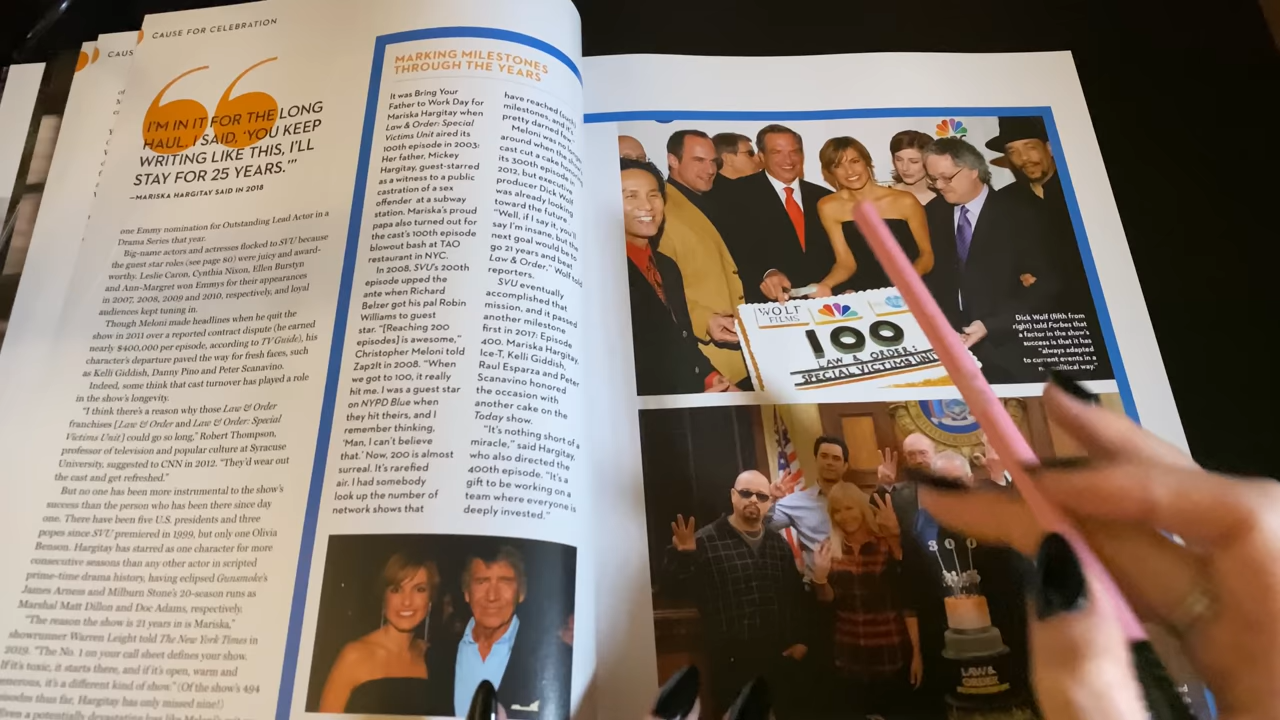 CAUSE FOR CELEBRATION
CAUS
I'M IN IT FOR THE LONG
HAUL. I SAID, 'YOU KEEP
WRITING LIKE THIS, I'LL
STAY FOR 25 YEARS.'"
—MARISKA HARGITAY SAID IN 2018
one Emmy nomination for Outstanding Lead Actor in a
Drama Series that year.
Big-name actors and actresses flocked to SVU because
the guest star roles (see page 80) were juicy and award-
worthy. Leslie Caron, Cynthia Nixon, Ellen Burstyn
and Ann-Margret won Emmys for their appearances
in 2007, 2008, 2009 and 2010, respectively, and loyal
audiences kept tuning in.
Though Meloni made headlines when he quit the
show in 2011 over a reported contract dispute (he earned
nearly $400,000 per episode, according to TV Guide), his
character's departure paved the way for fresh faces, such
as Kelli Giddish, Danny Pino and Peter Scanavino.
Indeed, some think that cast turnover has played a role
in the show's longevity.
"I think there's a reason why those Law & Order
franchises [Law & Order and Law & Order: Special
Victims Unit] could go so long," Robert Thompson,
professor of television and popular culture at Syracuse
University, suggested to CNN in 2012. "They'd wear out
the cast and get refreshed."
But no one has been more instrumental to the show's
success than the person who has been there since day
one. There have been five U.S. presidents and three
popes since SVU premiered in 1999, but only one Olivia
Benson. Hargitay has starred as one character for more
consecutive seasons than any other actor in scripted
prime-time drama history, having eclipsed Gunsmoke's
James Arness and Milburn Stone's 20-season runs as
Marshal Matt Dillon and Doc Adams, respectively.
"The reason the show is 21 years in is Mariska,"
showrunner Warren Leight told The New York Times in
2019. "The No. 1 on your call sheet defines your show.
If it's toxic, it starts there, and if it's open, warm and
generous, it's a different kind of show." (Of the show's 494
episodes thus far, Hargitay has only missed nine!)
Even a potentially devastating
MARKING MILESTONES
THROUGH THE YEARS
It was Bring Your
Father to Work Day for
Mariska Hargitay when
Law & Order: Special
Victims Unit aired its
100th episode in 2003:
Her father, Mickey
Hargitay, guest-starred
as a witness to a public
castration of a sex
offender at a subway
station. Mariska's proud
papa also turned out for
the cast's 100th episode
blowout bash at TAO
restaurant in NYC.
In 2008, SVU's 200th
episode upped the
ante when Richard
Belzer got his pal Robin
Williams to guest
star. "[Reaching 200
episodes] is awesome,"
Christopher Meloni told
Zap2It in 2008. "When
we got to 100, it really
hit me. I was a guest star
on NYPD Blue when
they hit theirs, and I
remember thinking,
'Man, I can't believe
that.' Now, 200 is almost
surreal. It's rarefied
air. I had somebody
look up the number of
network shows that
have reached [such]
milestones, and it's
pretty darned few."
Meloni was no longer
around when the show's
cast cut a cake honoring
its 300th episode in
2012, but executive
producer Dick Wolf
was already looking
toward the future.
"Well, if I say it, you'll
say I'm insane, but the
next goal would be to
go 21 years and beat
Law & Order," Wolf told
reporters.
SVU eventually
accomplished that
mission, and it passed
another milestone
first in 2017: Episode
400. Mariska Hargitay,
Ice-T, Kelli Giddish,
Raul Esparza and Peter
Scanavino honored
the occasion with
another cake on the
Today show.
"It's nothing short of a
miracle," said Hargitay,
who also directed the
400th episode. "It's a
gift to be working on a
team where everyone is
deeply invested."
WOLF
FILMS
100
LAW & ORDER:
SPECIAL VICTIMS UNIT
Dick Wolf (fifth from
right) told Forbes that
a factor in the show's
success is that it has
"always adapted
to current events in a
political way."
300
LAW &
ORDER